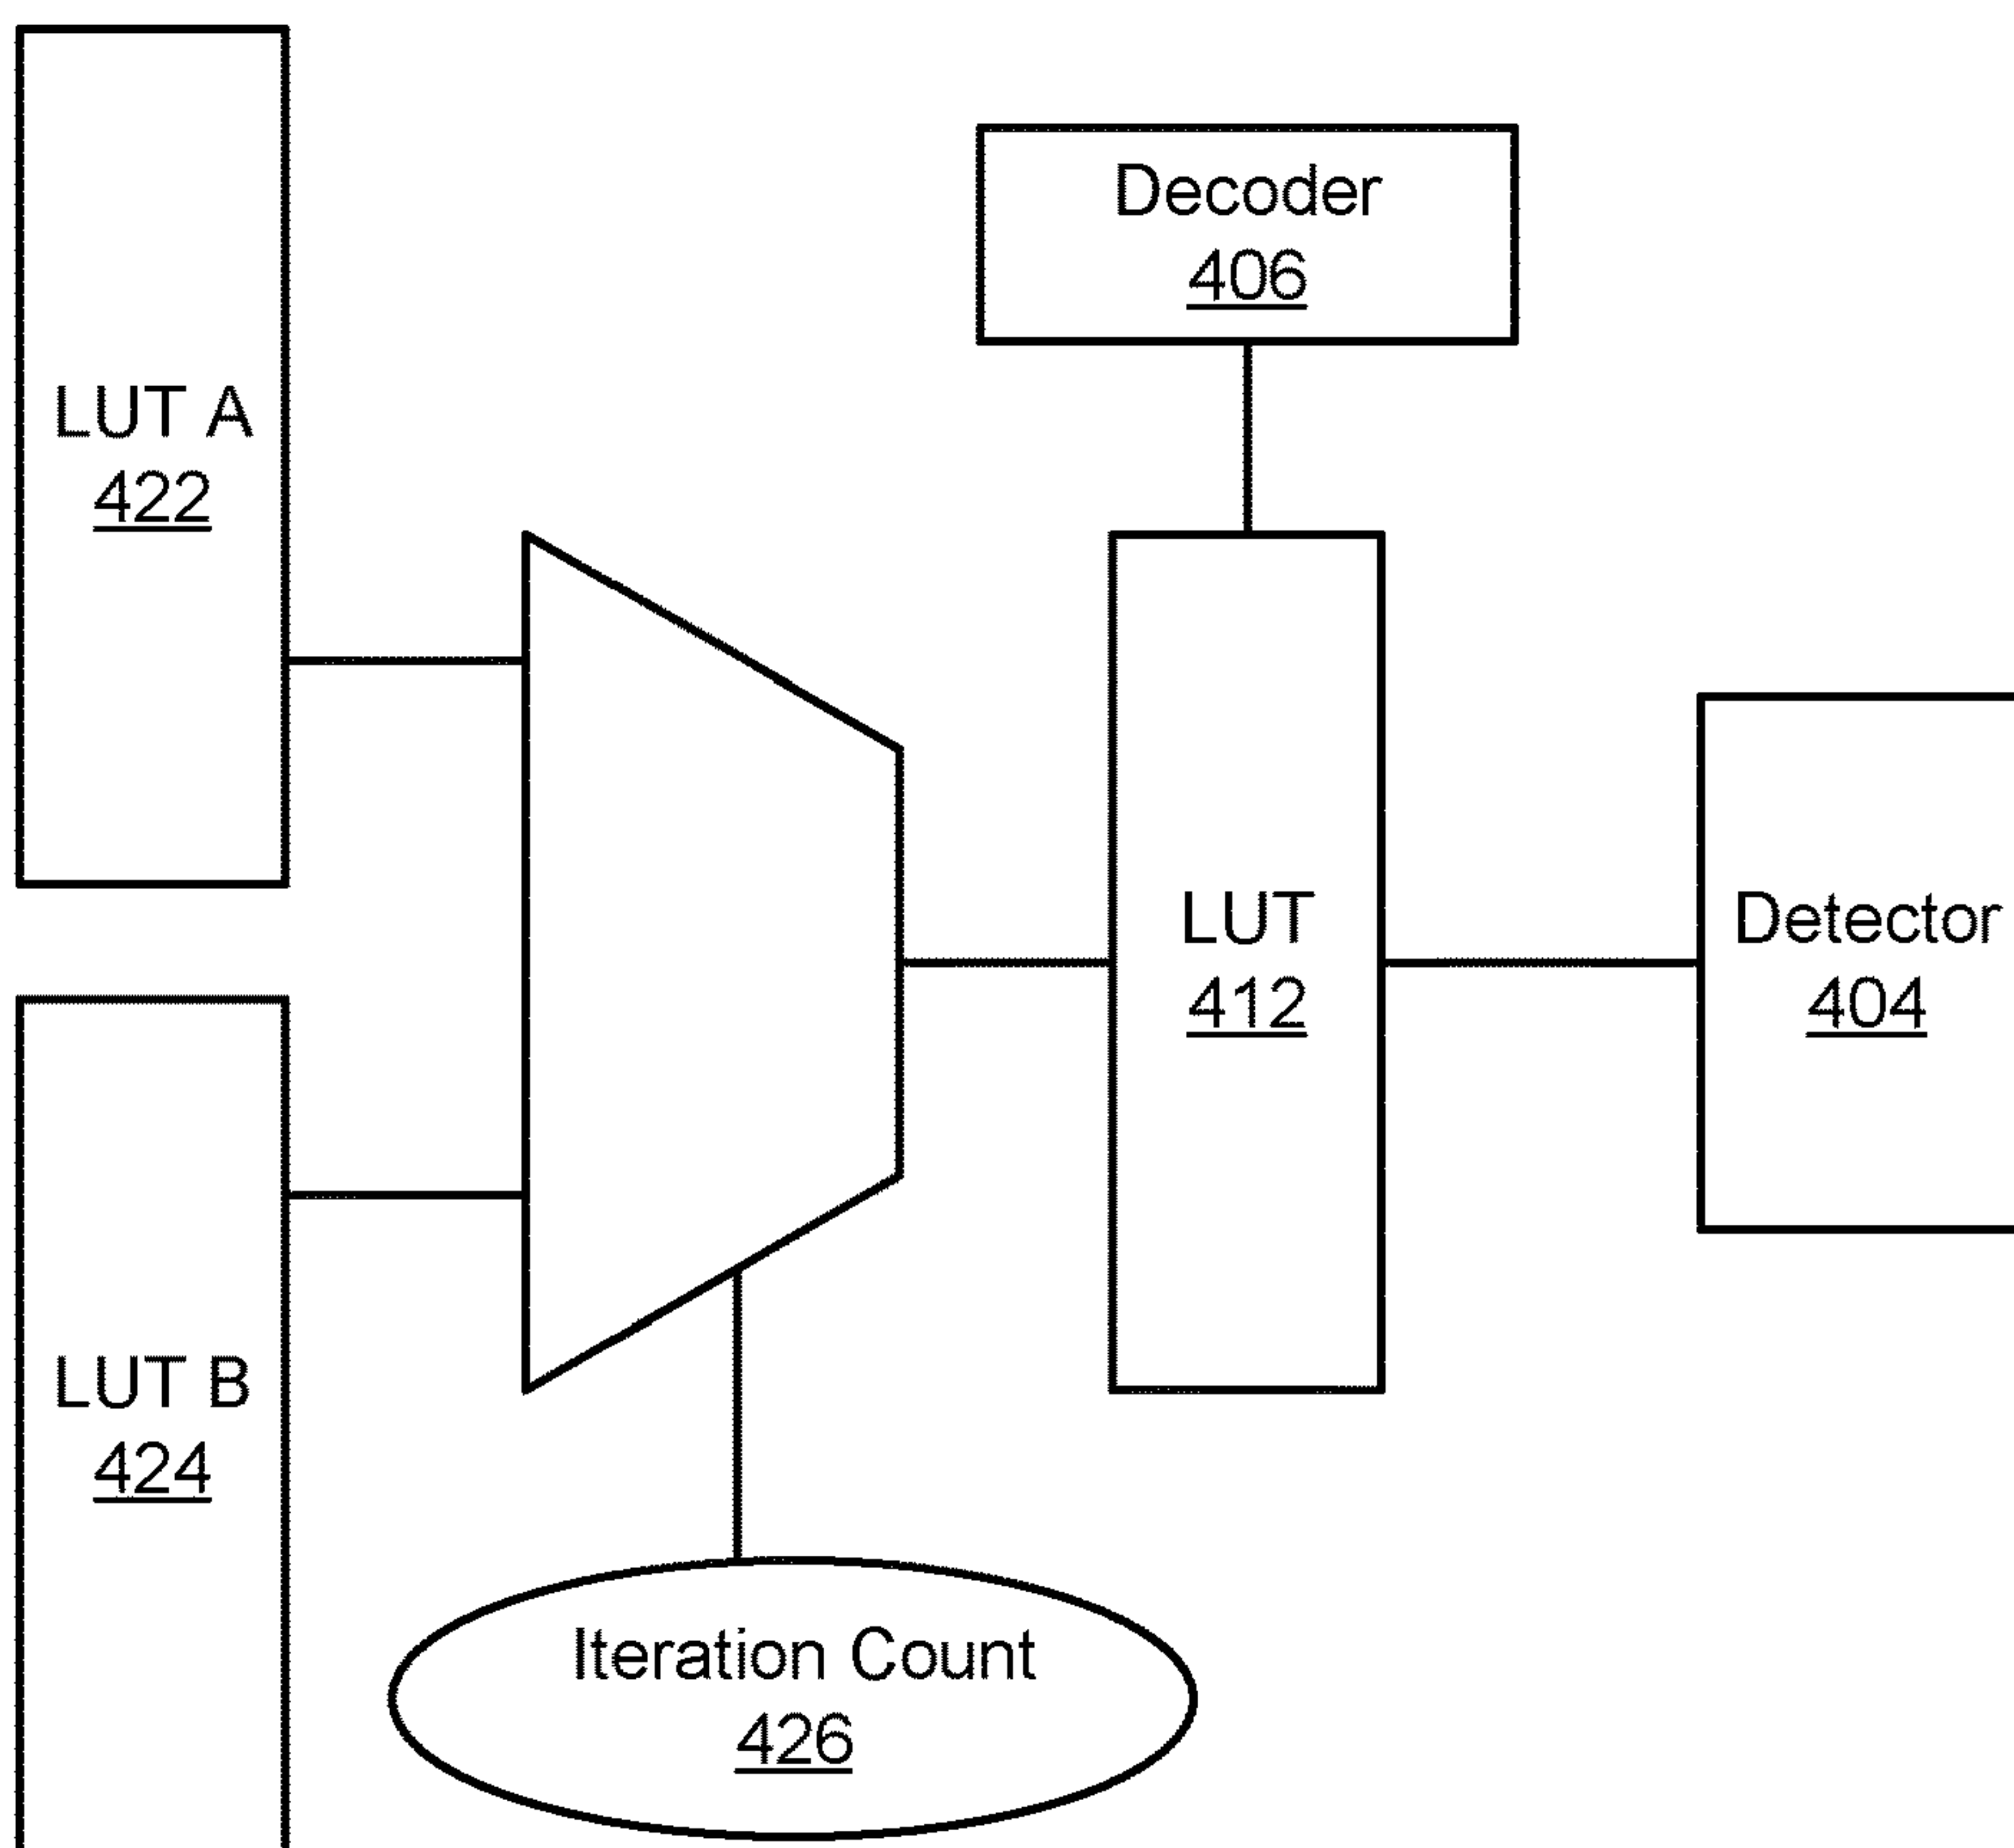 Decoder
406
LUT A
422
LUT
412
Detector
404
LUT B
424
Iteration Count
426